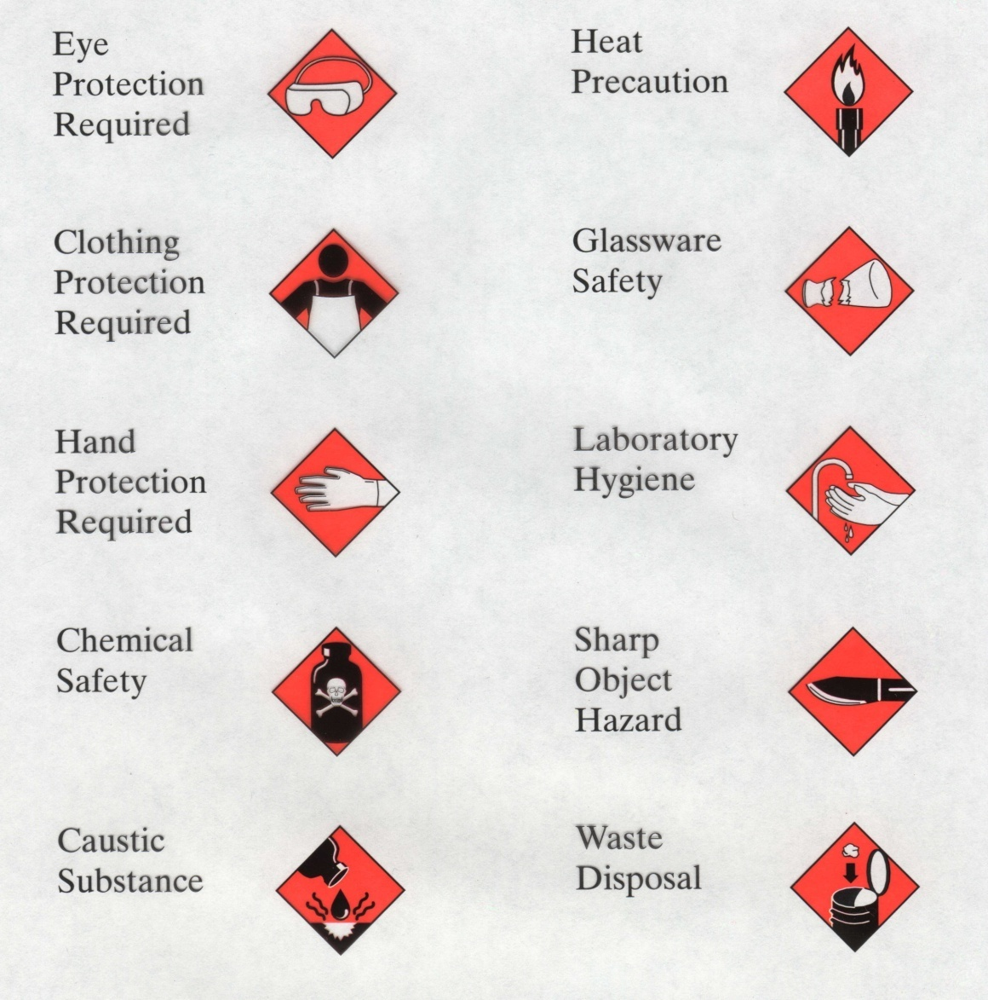 Eye
Protection
Required
Heat
Precaution
Clothing
Protection
Required
Glassware
Safety
Hand
Protection
Required
Laboratory
Hygiene
Chemical
Safety
Sharp
Object
Hazard
Caustic
Substance
Waste
Disposal